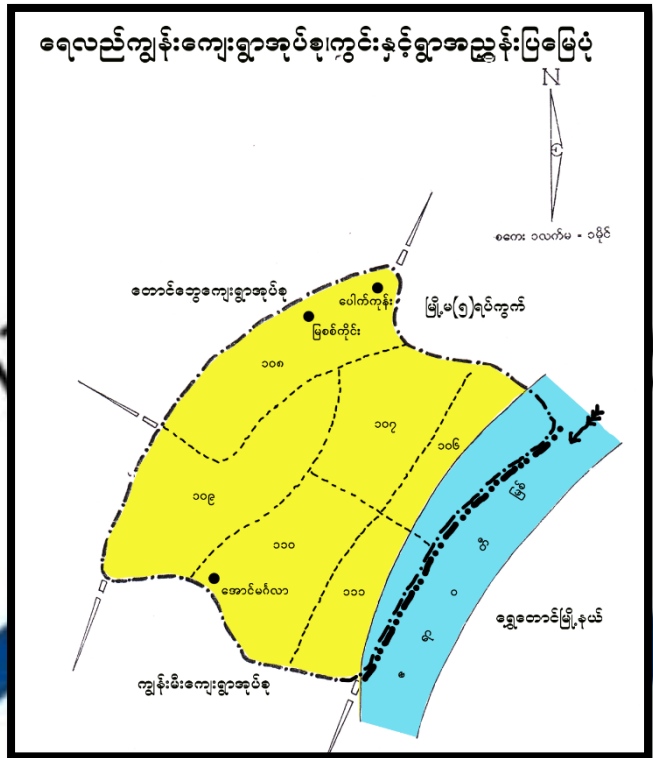 ရေလည်ကျွန်းကျေးရွာအုပ်စု၊ကွင်းနှင့်ရွာအညွှန်းပြမြေပုံ
N
စကေး ၁လက်မ - ၁မိုင်
တောင်ဘွေကျေးရွာအုပ်စု
ပေါက်ကုန်း
မြို့မ(၅)ရပ်ကွက်
မြစစ်ကိုင်း
၁၀၈
၁၀၇
၁၀၆
၁၀၉
၁၁၀
အောင်မင်္ဂလာ
၁၁၁
ရွှေတောင်မြို့နယ်
ကျွန်းမီးကျေးရွာအုပ်စု